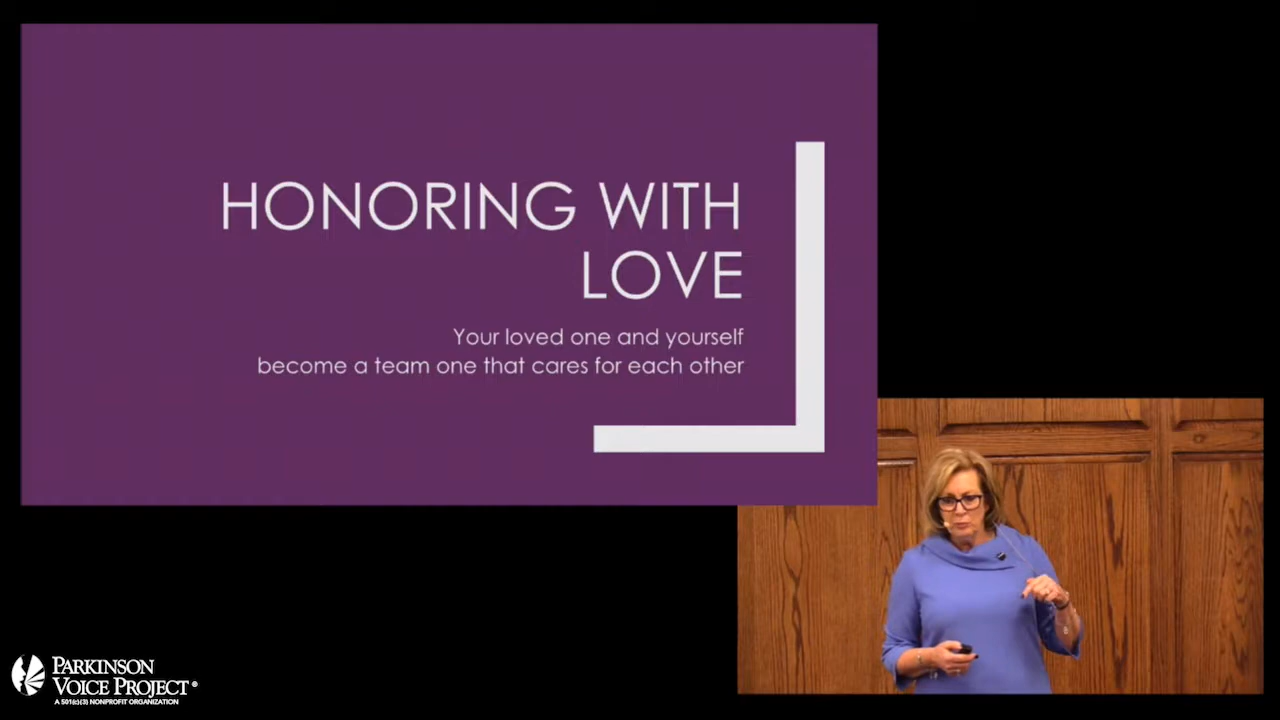 HONORING WITH
LOVE
Your loved one and yourself
become a team one that cares for each other
PARKINSON
VOICE PROJECT®
A 501(c)(3) NONPROFIT ORGANIZATION